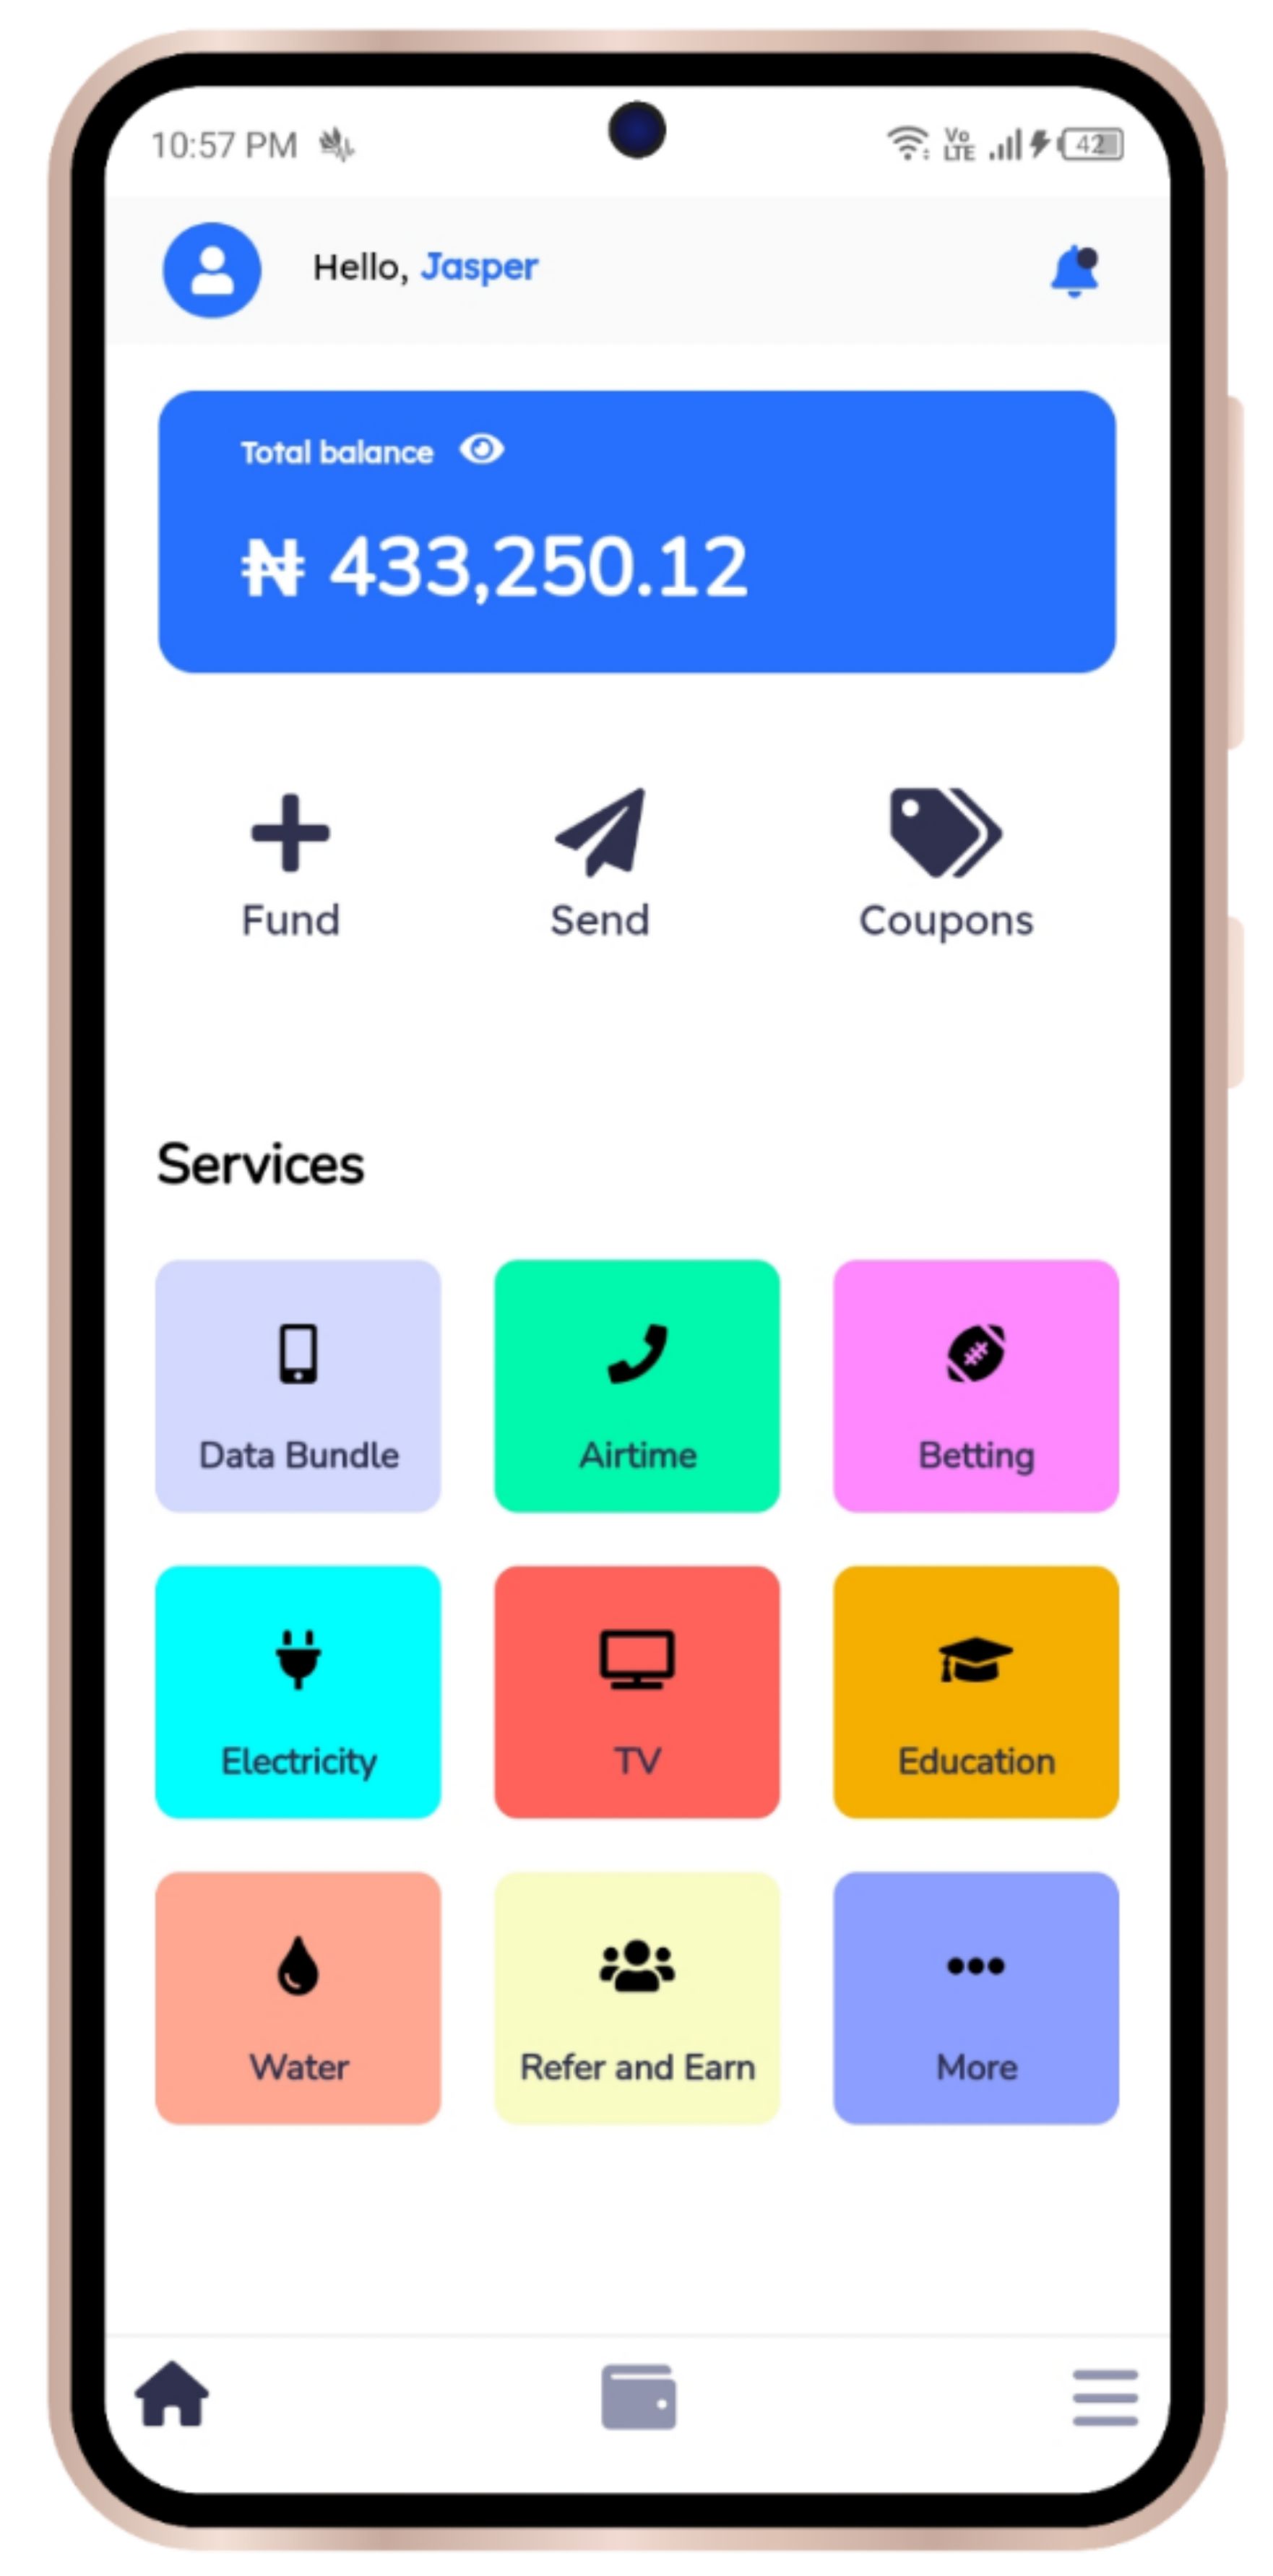 10:57 PM Vo LTE 42
Hello, Jasper
Total balance
₦ 433,250.12
Fund Send Coupons
Services
Data Bundle Airtime Betting
Electricity TV Education
Water Refer and Earn More